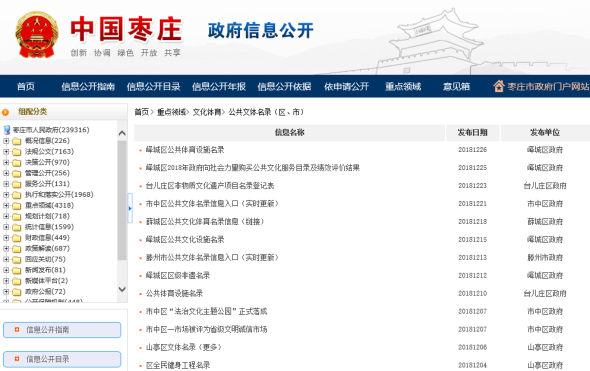 中国枣庄 政府信息公开
创新 协调 绿色 开放 共享
首页 信息公开指南 信息公开目录 信息公开年报 信息公开依据 依申请公开 重点领域 意见箱 枣庄市政府门户网站
组配分类
首页> 重点领域> 文化体育> 公共文体名录（区、市）
枣庄市人民政府(239316)
概况信息(226)
法规公文(7163)
决策公开(970)
管理公开(256)
服务公开(131)
执行和落实公开(1968)
重点领域(4318)
规划计划(718)
统计信息(1599)
财政信息(449)
政策解读(687)
回应关切(75)
新闻发布(81)
新媒体平台(2)
政府公报(72)
信息公开指南
信息公开目录
信息名称 发布日期 发布单位
峄城区公共体育设施名录 20181226 峄城区政府
峄城区2018年政府向社会力量购买公共文化服务目录及绩效评价结果 20181225 峄城区政府
台儿庄区非物质文化遗产项目名录登记表 20181223 台儿庄区政府
市中区公共文体名录信息入口（实时更新） 20181221 市中区政府
薛城区公共文化体育名录信息（链接） 20181218 薛城区政府
峄城区公共文化设施名录 20181215 峄城区政府
滕州市公共文体名录信息入口（实时更新） 20181213 滕州市政府
峄城区区级非遗名录 20181212 峄城区政府
公共体育设施名录 20181210 台儿庄区政府
市中区“法治文化主题公园”正式落成 20181207 市中区政府
市中区一市场被评为省级文明诚信市场 20181207 市中区政府
山亭区文体名录（更多） 20181206 山亭区政府
区全民健身工程名录 20181204 山亭区政府